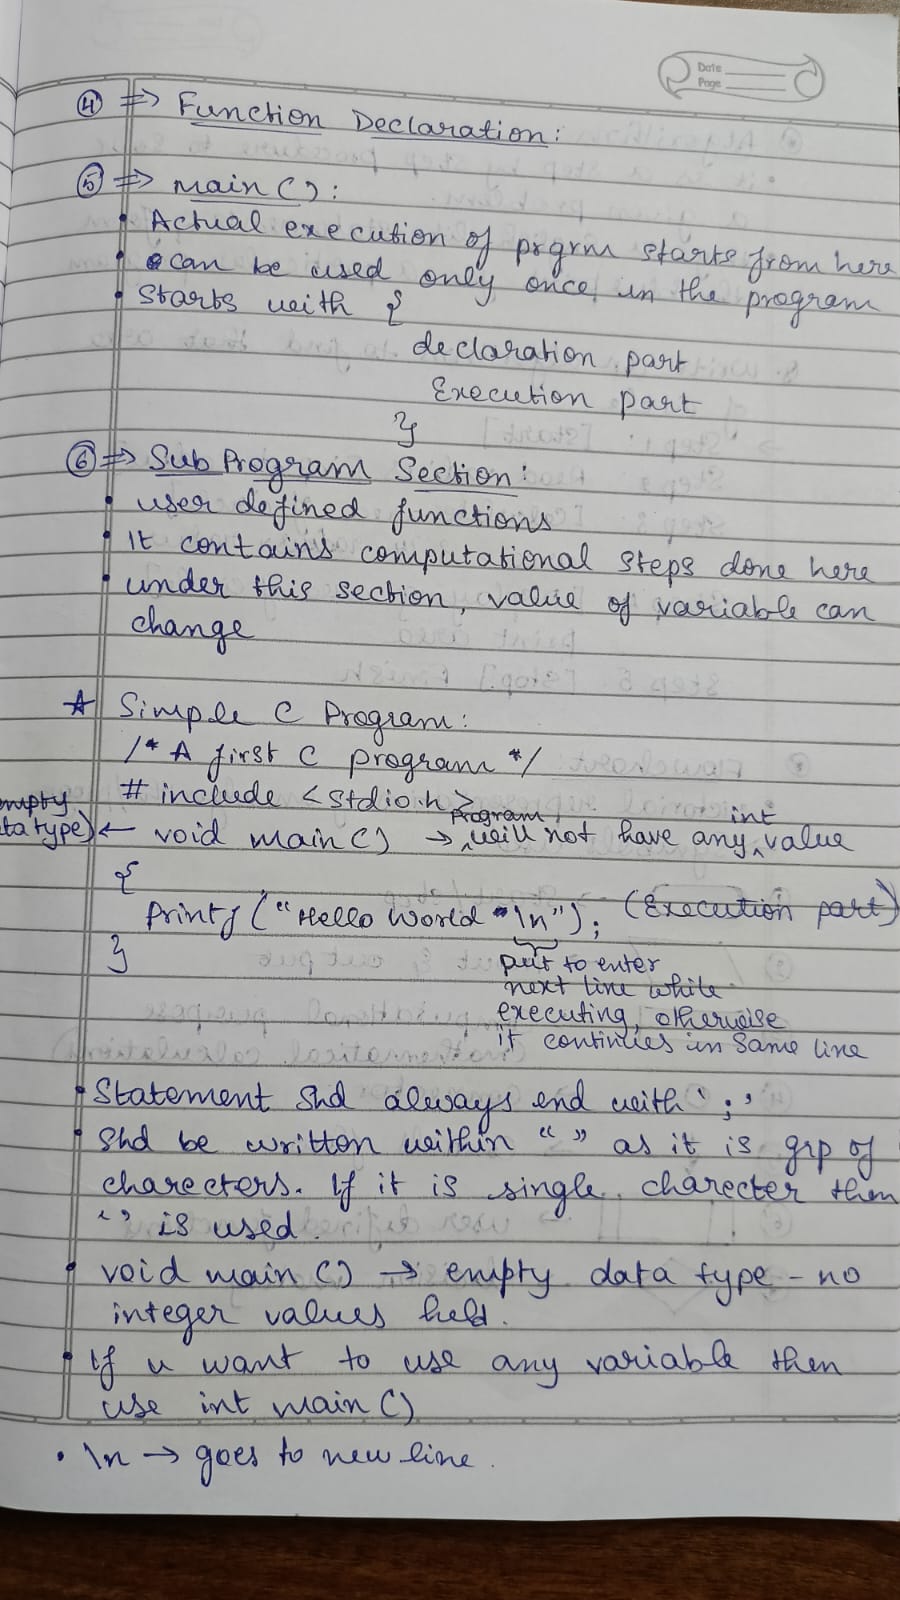 Date
Page
④ ⇒ Function Declaration:
⑤ ⇒ main():
• Actual execution of prgrm starts from here
• can be used only once in the program
• Starts with {
declaration part
Execution part
}
⑥ ⇒ Sub Program Section:
• user defined functions
• It contains computational steps done here
• under this section, value of variable can
change
☆ Simple C Program:
/* A first C program */
# include <stdio.h>
void main() → program will not have any int value
{
printf("Hello World \n"); (Execution part)
}
put to enter
next line while
executing, otherwise
it continues in same line
• Statement shd always end with ' ; '
• Shd be written within “ ” as it is grp of
charecters. If it is single charecter then
‘ ’ is used.
• void main () → empty data type - no
integer values held.
• If u want to use any variable then
use int main()
• \n → goes to new line.